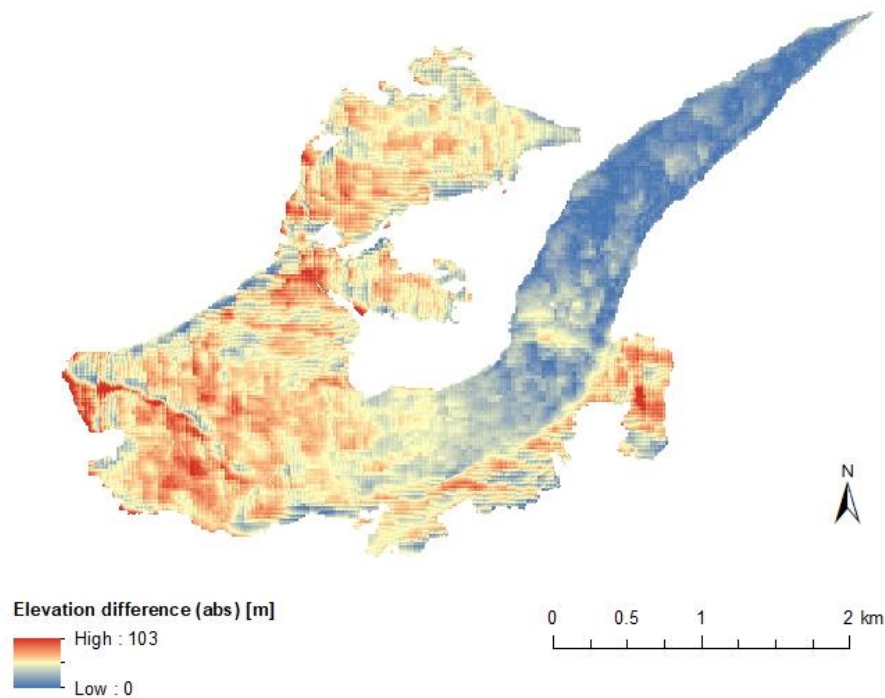 N
Elevation difference (abs) [m]
High : 103
Low : 0
0 0.5 1 2 km